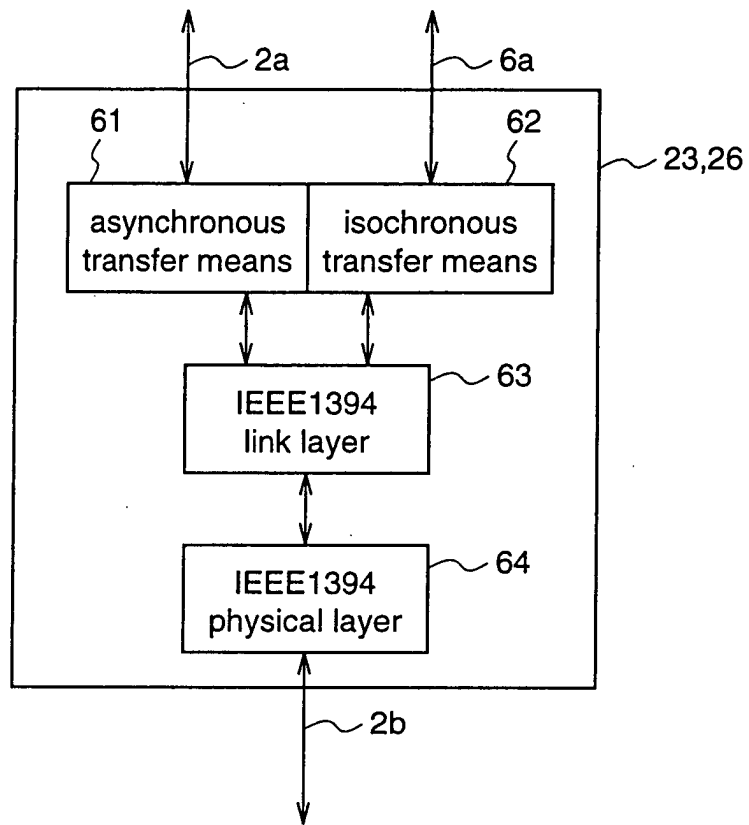 2a
6a
61
62
23,26
asynchronous
transfer means
isochronous
transfer means
63
IEEE1394
link layer
64
IEEE1394
physical layer
2b